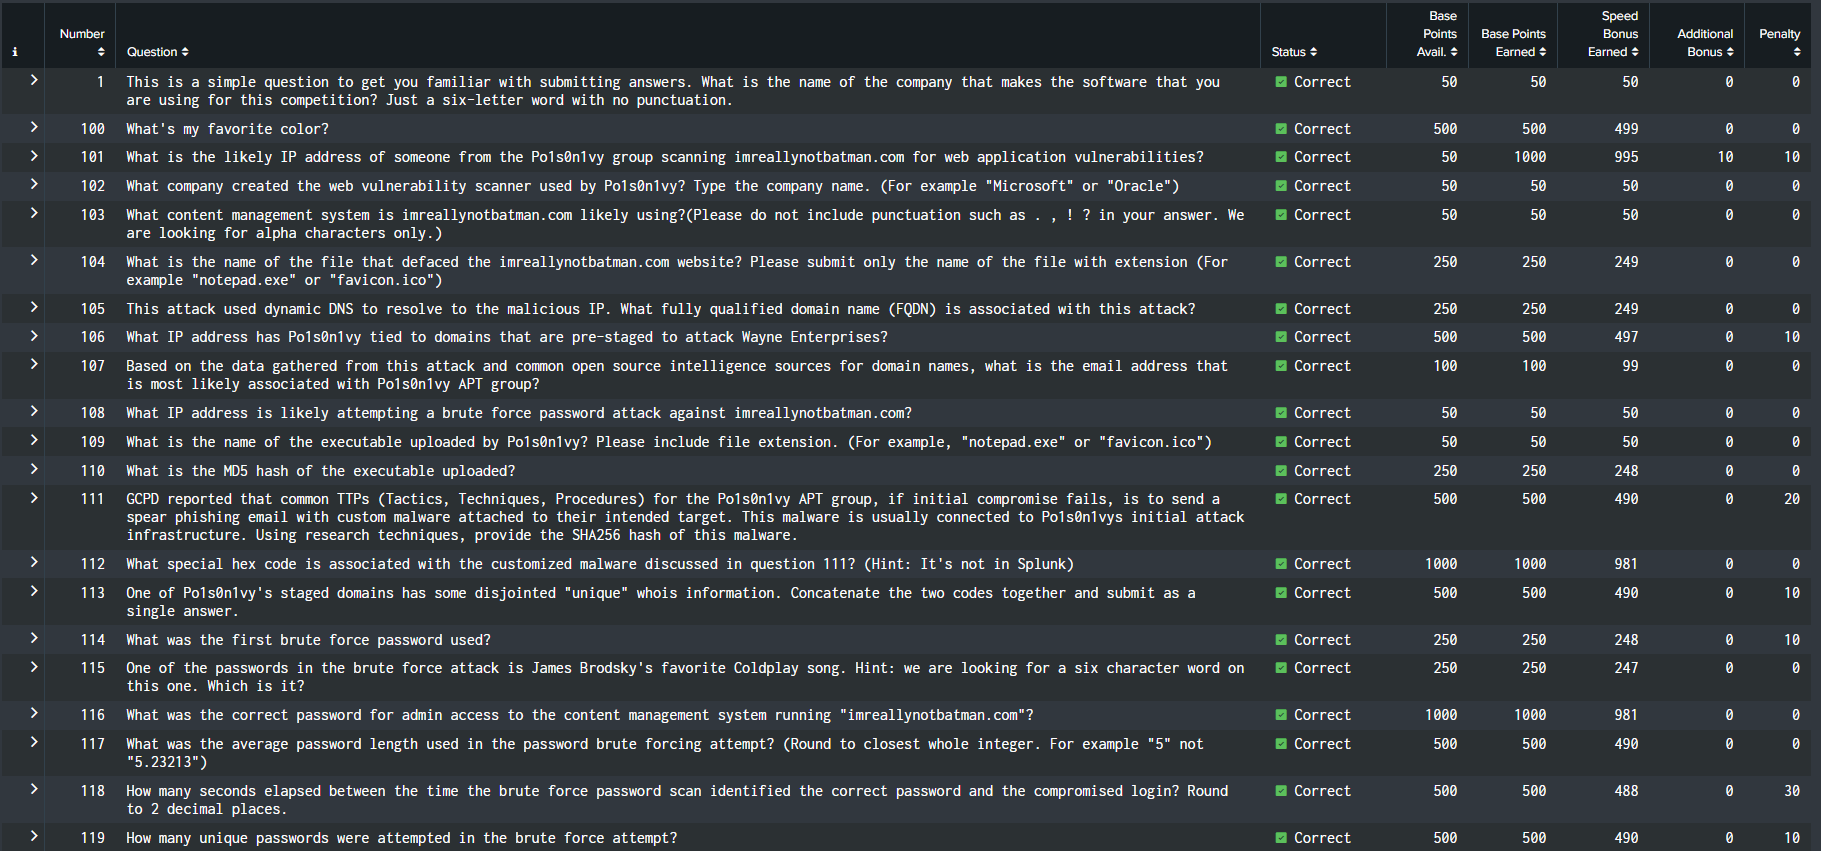 i Number Question Status Base Points Avail. Base Points Earned Speed Bonus Earned Additional Bonus Penalty
1 This is a simple question to get you familiar with submitting answers. What is the name of the company that makes the software that you Correct 50 50 50 0 0
are using for this competition? Just a six-letter word with no punctuation.
100 What's my favorite color? Correct 500 500 499 0 0
101 What is the likely IP address of someone from the Po1s0n1vy group scanning imreallynotbatman.com for web application vulnerabilities? Correct 50 1000 995 10 10
102 What company created the web vulnerability scanner used by Po1s0n1vy? Type the company name. (For example "Microsoft" or "Oracle") Correct 50 50 50 0 0
103 What content management system is imreallynotbatman.com likely using?(Please do not include punctuation such as . , ! ? in your answer. We Correct 50 50 50 0 0
are looking for alpha characters only.)
104 What is the name of the file that defaced the imreallynotbatman.com website? Please submit only the name of the file with extension (For Correct 250 250 249 0 0
example "notepad.exe" or "favicon.ico")
105 This attack used dynamic DNS to resolve to the malicious IP. What fully qualified domain name (FQDN) is associated with this attack? Correct 250 250 249 0 0
106 What IP address has Po1s0n1vy tied to domains that are pre-staged to attack Wayne Enterprises? Correct 500 500 497 0 10
107 Based on the data gathered from this attack and common open source intelligence sources for domain names, what is the email address that Correct 100 100 99 0 0
is most likely associated with Po1s0n1vy APT group?
108 What IP address is likely attempting a brute force password attack against imreallynotbatman.com? Correct 50 50 50 0 0
109 What is the name of the executable uploaded by Po1s0n1vy? Please include file extension. (For example, "notepad.exe" or "favicon.ico") Correct 50 50 50 0 0
110 What is the MD5 hash of the executable uploaded? Correct 250 250 248 0 0
111 GCPD reported that common TTPs (Tactics, Techniques, Procedures) for the Po1s0n1vy APT group, if initial compromise fails, is to send a Correct 500 500 490 0 20
spear phishing email with custom malware attached to their intended target. This malware is usually connected to Po1s0n1vys initial attack
infrastructure. Using research techniques, provide the SHA256 hash of this malware.
112 What special hex code is associated with the customized malware discussed in question 111? (Hint: It's not in Splunk) Correct 1000 1000 981 0 0
113 One of Po1s0n1vy's staged domains has some disjointed "unique" whois information. Concatenate the two codes together and submit as a Correct 500 500 490 0 10
single answer.
114 What was the first brute force password used? Correct 250 250 248 0 10
115 One of the passwords in the brute force attack is James Brodsky's favorite Coldplay song. Hint: we are looking for a six character word on Correct 250 250 247 0 0
this one. Which is it?
116 What was the correct password for admin access to the content management system running "imreallynotbatman.com"? Correct 1000 1000 981 0 0
117 What was the average password length used in the password brute forcing attempt? (Round to closest whole integer. For example "5" not Correct 500 500 490 0 0
"5.23213")
118 How many seconds elapsed between the time the brute force password scan identified the correct password and the compromised login? Round Correct 500 500 488 0 30
to 2 decimal places.
119 How many unique passwords were attempted in the brute force attempt? Correct 500 500 490 0 10